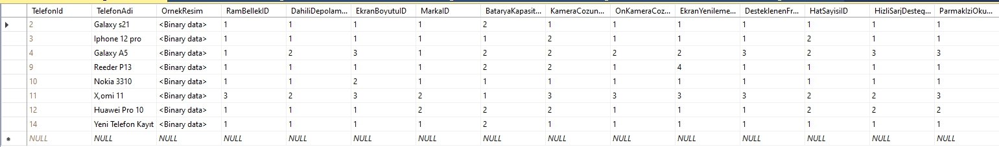 TelefonId TelefonAdi OrnekResim RamBellekID DahiliDepolam... EkranBoyutuID MarkaID BataryaKapasit... KameraCozun... OnKameraCoz... EkranYenileme... DesteklenenFr... HatSayisiID HizliSarjDesteq... ParmakIziOku...
2 Galaxy s21 <Binary data> 1 1 1 1 2 1 1 1 1 1 1 1
3 Iphone 12 pro <Binary data> 1 1 1 1 1 2 1 1 1 2 1 1
4 Galaxy A5 <Binary data> 1 2 3 1 2 2 2 2 3 2 3 3
9 Reeder P13 <Binary data> 1 1 1 1 2 2 1 4 1 1 1 1
10 Nokia 3310 <Binary data> 1 1 2 1 1 1 1 1 1 1 1 1
11 X,omi 11 <Binary data> 3 2 3 2 1 3 3 3 3 2 2 3
12 Huawei Pro 10 <Binary data> 1 1 1 2 2 2 1 1 1 2 2 2
14 Yeni Telefon Kayıt <Binary data> 1 1 1 1 2 1 1 1 1 1 1 1
NULL NULL NULL NULL NULL NULL NULL NULL NULL NULL NULL NULL NULL NULL NULL